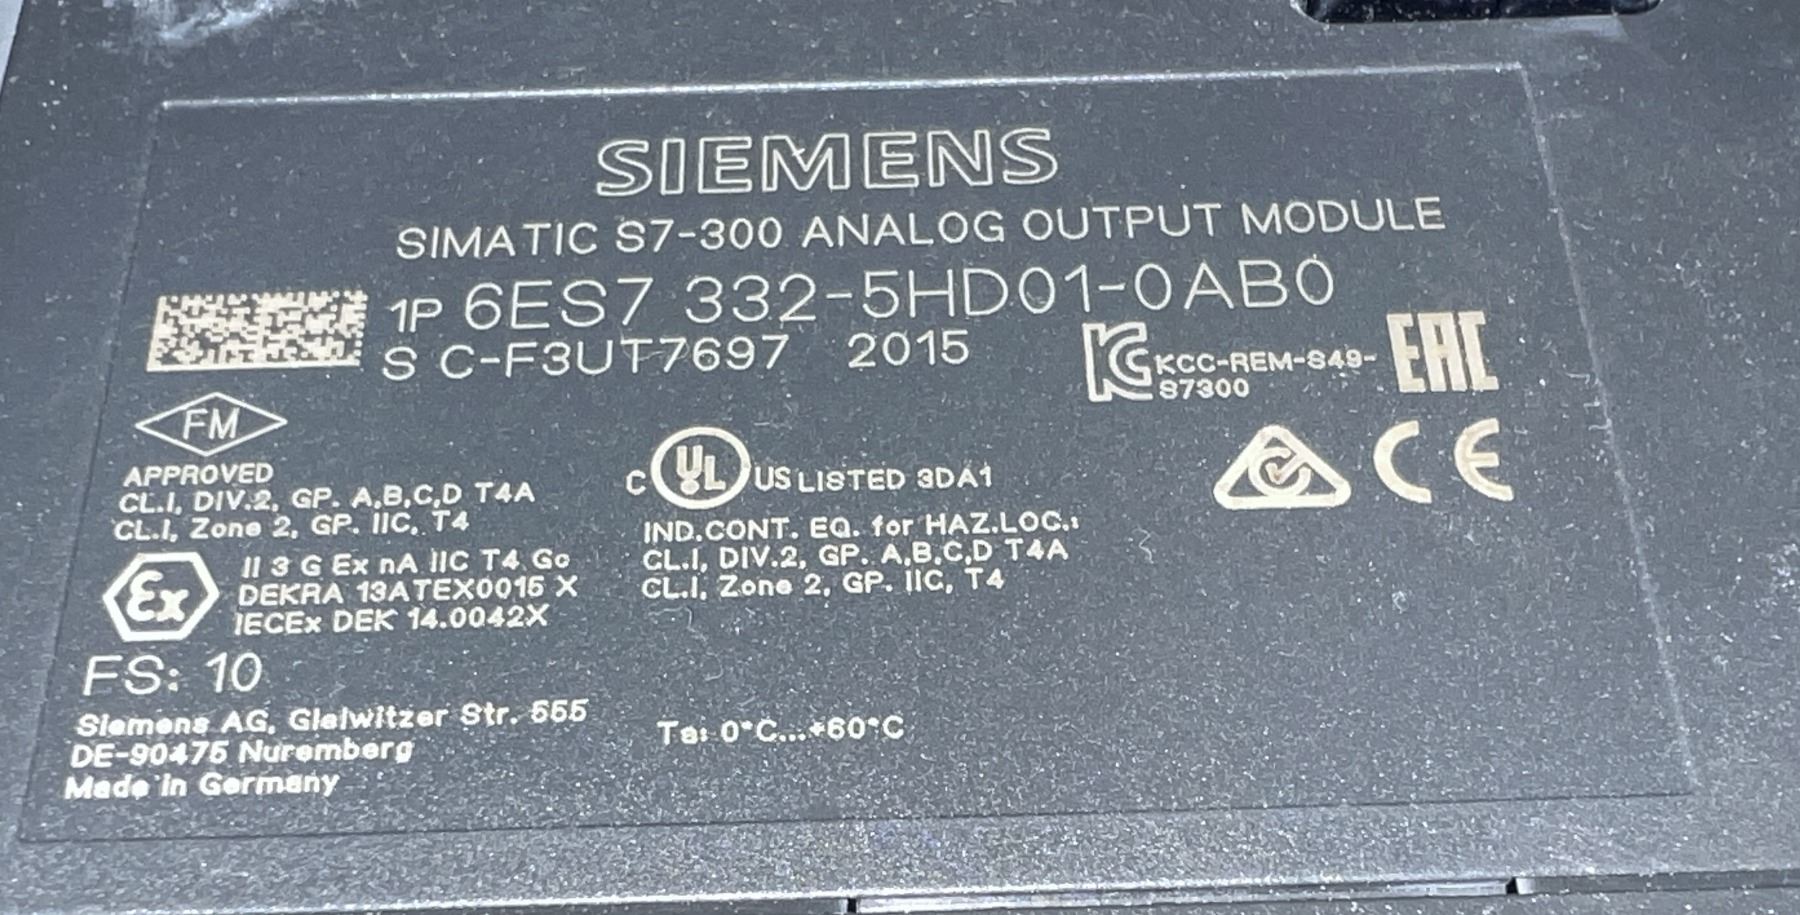 SIEMENS
SIMATIC S7-300 ANALOG OUTPUT MODULE
1P 6ES7 332-5HD01-0AB0
S C-F3UT7697 2015
KCC-REM-S49-
S7300
EAC
FM
APPROVED
CL.I, DIV.2, GP. A,B,C,D T4A
CL.I, Zone 2, GP. IIC, T4
C UL US LISTED 3DA1
IND.CONT. EQ. for HAZ.LOC.:
CL.I, DIV.2, GP. A,B,C,D T4A
CL.I, Zone 2, GP. IIC, T4
CE
Ex
II 3 G Ex nA IIC T4 Gc
DEKRA 13ATEX0015 X
IECEx DEK 14.0042X
FS: 10
Siemens AG, Gleiwitzer Str. 555
DE-90475 Nuremberg
Made in Germany
Ta: 0°C...+60°C